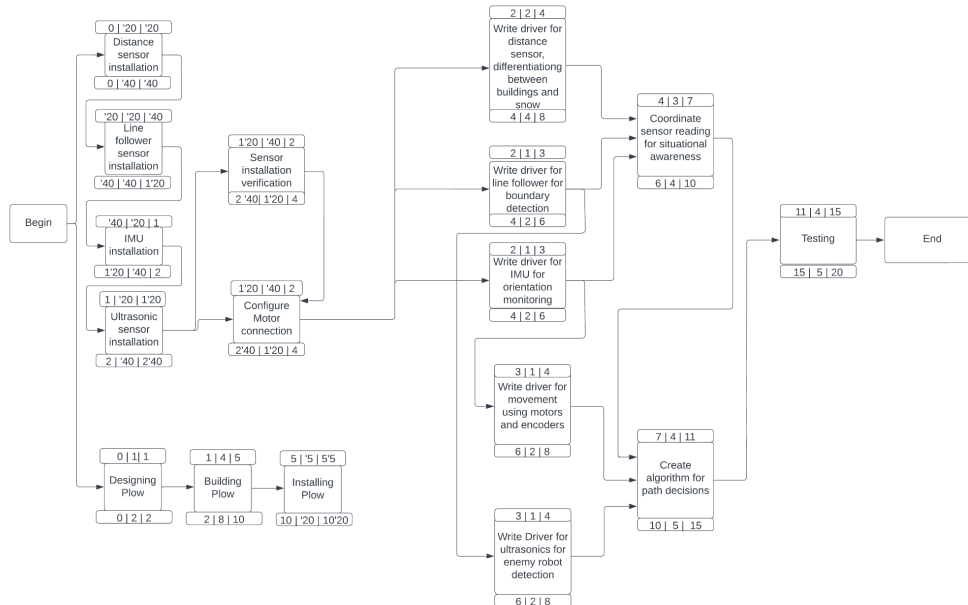 Begin
0 | '20 | '20
Distance
sensor
installation
0 | '40 | '40
'20 | '20 | '40
Line
follower
sensor
installation
'40 | '40 | 1'20
'40 | '20 | 1
IMU
installation
1'20 | '40 | 2
1 | '20 | 1'20
Ultrasonic
sensor
installation
2 | '40 | 2'40
0 | 1 | 1
Designing
Plow
0 | 2 | 2
1 | 4 | 5
Building
Plow
2 | 8 | 10
5 | '5 | 5'5
Installing
Plow
10 | '20 | 10'20
1'20 | '40 | 2
Sensor
installation
verification
2 '40| 1'20 | 4
1'20 | '40 | 2
Configure
Motor
connection
2'40 | 1'20 | 4
2 | 2 | 4
Write driver for
distance
sensor,
differentiationg
between
buildings and
snow
4 | 4 | 8
2 | 1 | 3
Write driver for
line follower for
boundary
detection
4 | 2 | 6
2 | 1 | 3
Write driver for
IMU for
orientation
monitoring
4 | 2 | 6
3 | 1 | 4
Write driver for
movement
using motors
and encoders
6 | 2 | 8
3 | 1 | 4
Write Driver for
ultrasonics for
enemy robot
detection
6 | 2 | 8
4 | 3 | 7
Coordinate
sensor reading
for situational
awareness
6 | 4 | 10
7 | 4 | 11
Create
algorithm for
path decisions
10 | 5 | 15
11 | 4 | 15
Testing
15 | 5 | 20
End